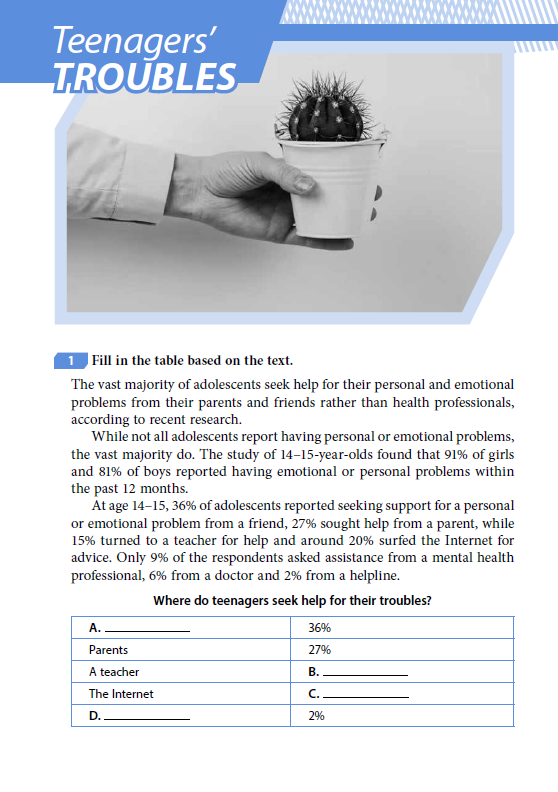 Teenagers'
TROUBLES
1 Fill in the table based on the text.
The vast majority of adolescents seek help for their personal and emotional
problems from their parents and friends rather than health professionals,
according to recent research.
While not all adolescents report having personal or emotional problems,
the vast majority do. The study of 14–15-year-olds found that 91% of girls
and 81% of boys reported having emotional or personal problems within
the past 12 months.
At age 14–15, 36% of adolescents reported seeking support for a personal
or emotional problem from a friend, 27% sought help from a parent, while
15% turned to a teacher for help and around 20% surfed the Internet for
advice. Only 9% of the respondents asked assistance from a mental health
professional, 6% from a doctor and 2% from a helpline.
Where do teenagers seek help for their troubles?
A. ______________ 36%
Parents 27%
A teacher B. ______________
The Internet C. ______________
D. ______________ 2%